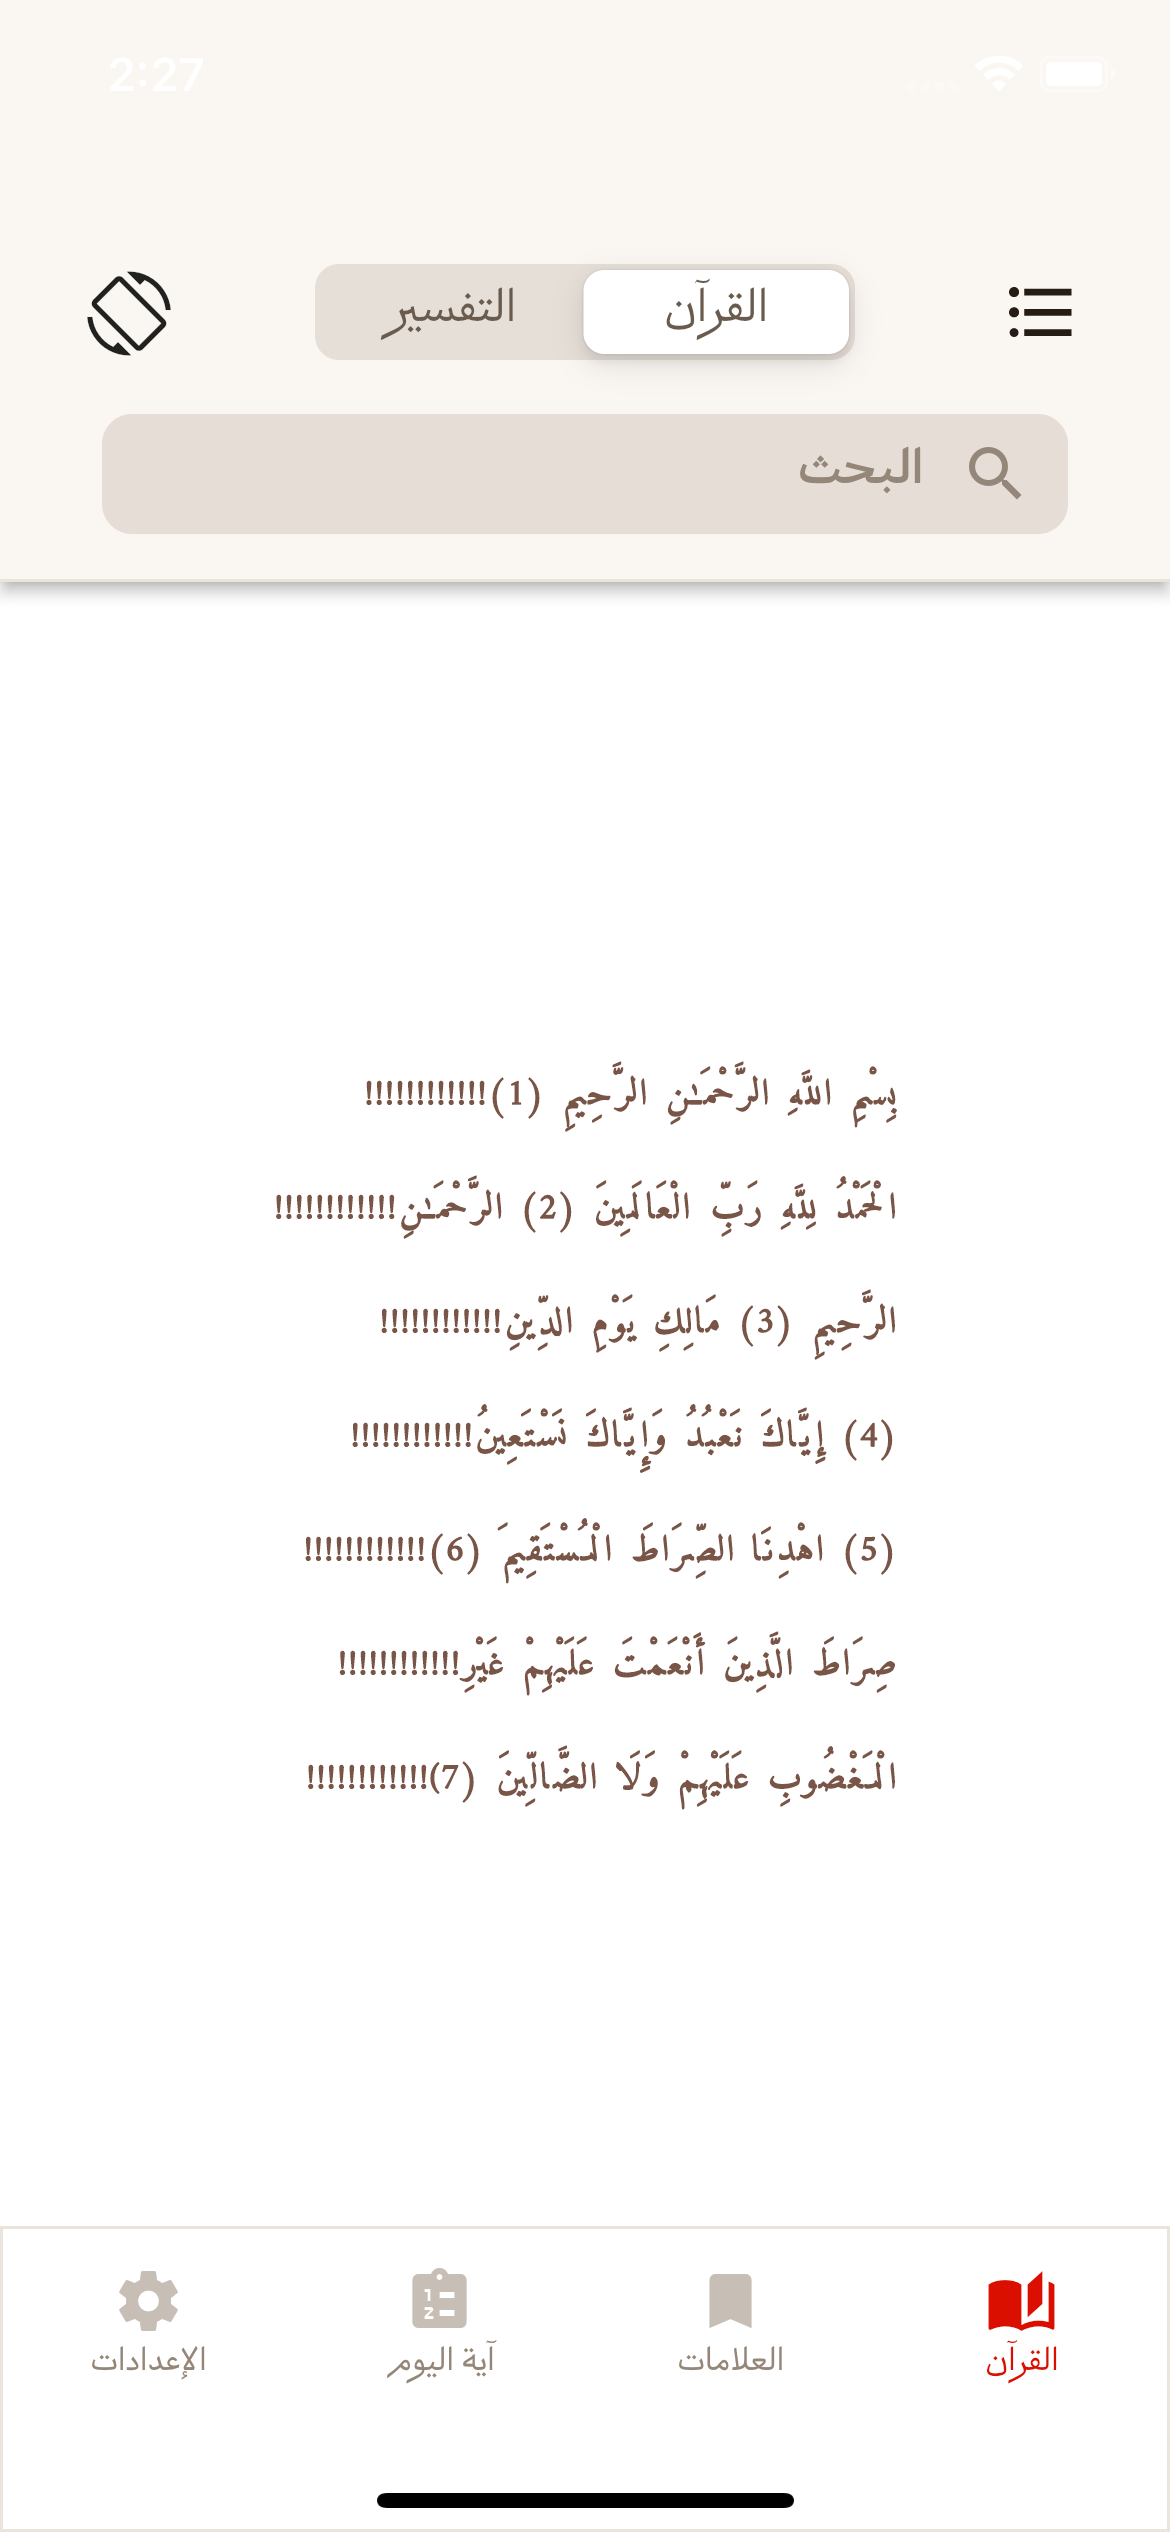 2:27
القرآن
التفسير
البحث
بِسْمِ اللَّهِ الرَّحْمَـٰنِ الرَّحِيمِ (1)!!!!!!!!!!!!
الْحَمْدُ لِلَّهِ رَبِّ الْعَالَمِينَ (2) الرَّحْمَـٰنِ!!!!!!!!!!!!
الرَّحِيمِ (3) مَالِكِ يَوْمِ الدِّينِ!!!!!!!!!!!!
(4) إِيَّاكَ نَعْبُدُ وَإِيَّاكَ نَسْتَعِينُ!!!!!!!!!!!!
(5) اهْدِنَا الصِّرَاطَ الْمُسْتَقِيمَ (6)!!!!!!!!!!!!
صِرَاطَ الَّذِينَ أَنْعَمْتَ عَلَيْهِمْ غَيْرِ!!!!!!!!!!!!
الْمَغْضُوبِ عَلَيْهِمْ وَلَا الضَّالِّينَ (7)!!!!!!!!!!!!
القرآن
العلامات
آية اليوم
الإعدادات